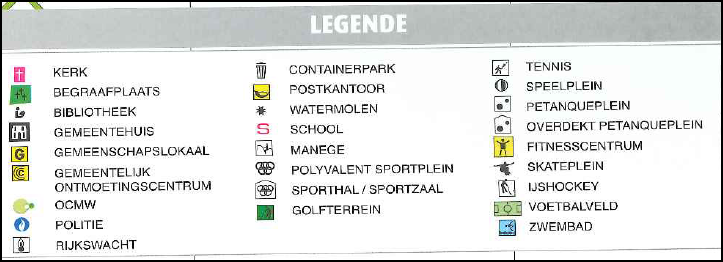 LEGENDE
KERK
BEGRAAFPLAATS
BIBLIOTHEEK
GEMEENTEHUIS
G GEMEENSCHAPSLOKAAL
GEMEENTELIJK
ONTMOETINGSCENTRUM
OCMW
POLITIE
RIJKSWACHT
CONTAINERPARK
POSTKANTOOR
WATERMOLEN
S SCHOOL
MANEGE
POLYVALENT SPORTPLEIN
SPORTHAL / SPORTZAAL
GOLFTERREIN
TENNIS
SPEELPLEIN
PETANQUEPLEIN
OVERDEKT PETANQUEPLEIN
FITNESSCENTRUM
SKATEPLEIN
IJSHOCKEY
VOETBALVELD
ZWEMBAD